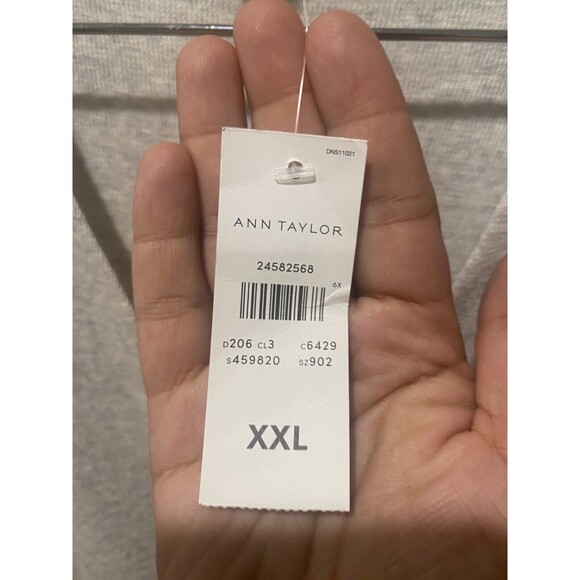 DNS11021
ANN TAYLOR
24582568
6X
D206 CL3 C6429
S459820 SZ902
XXL